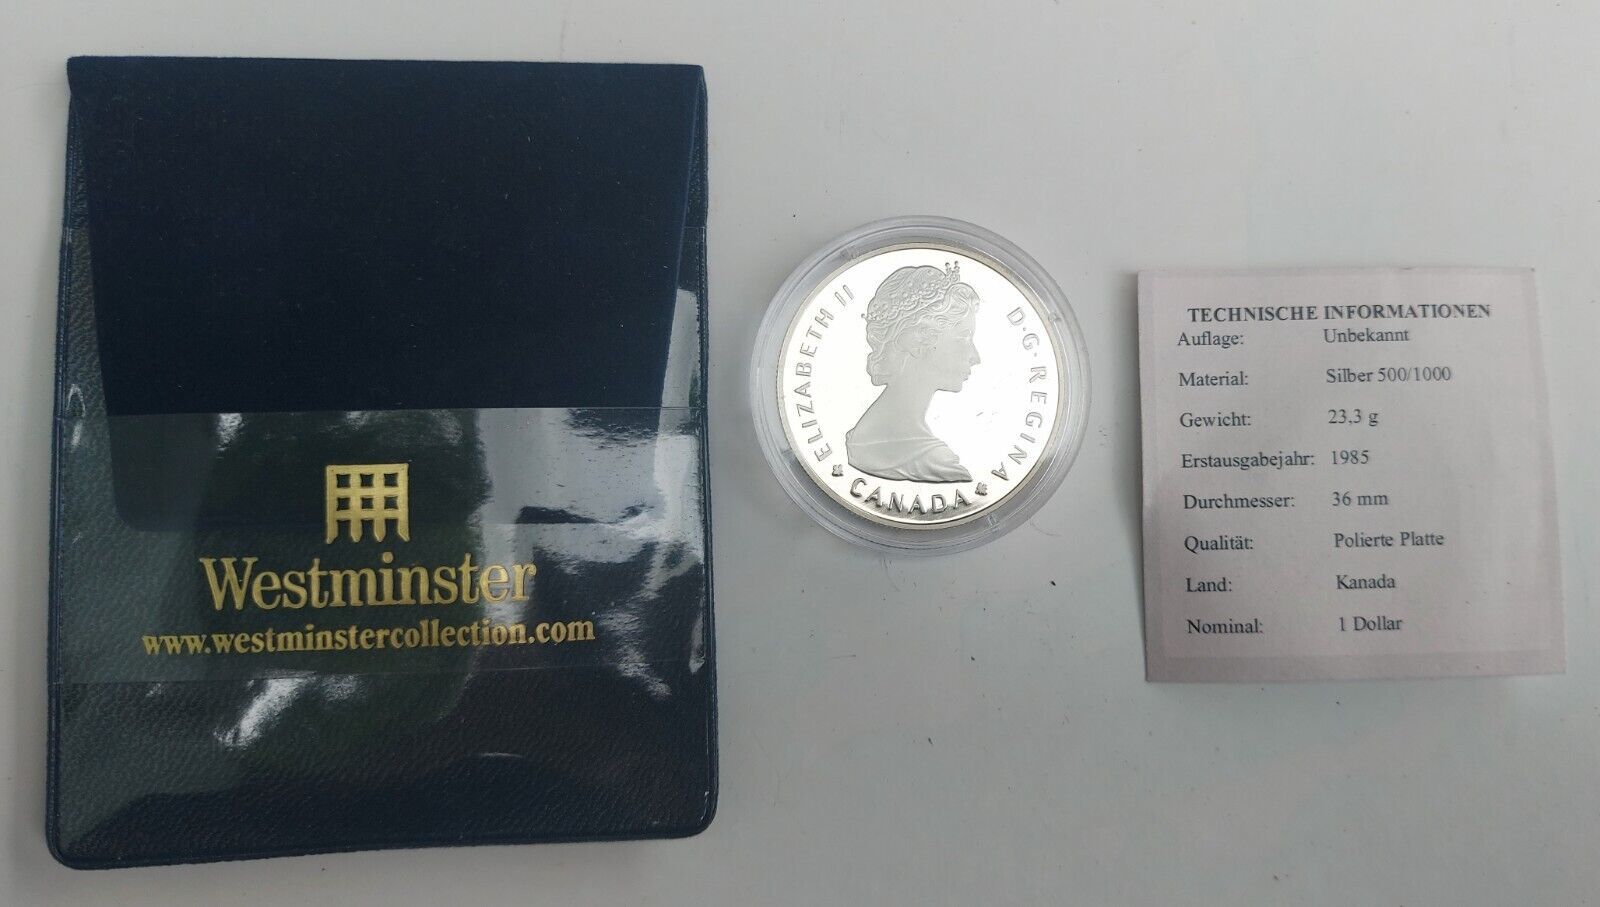 Westminster
www.westminstercollection.com
ELIZABETH II
D·G·REGINA
CANADA
TECHNISCHE INFORMATIONEN
Auflage: Unbekannt
Material: Silber 500/1000
Gewicht: 23,3 g
Erstausgabejahr: 1985
Durchmesser: 36 mm
Qualität: Polierte Platte
Land: Kanada
Nominal: 1 Dollar